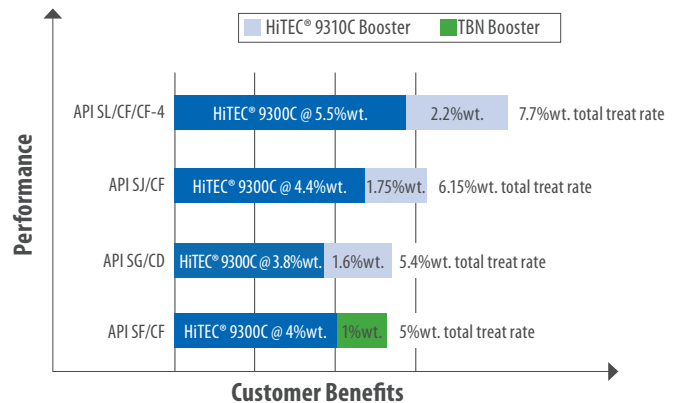 HiTEC® 9310C Booster TBN Booster
Performance
API SL/CF/CF-4 HiTEC® 9300C @ 5.5%wt. 2.2%wt. 7.7%wt. total treat rate
API SJ/CF HiTEC® 9300C @ 4.4%wt. 1.75%wt. 6.15%wt. total treat rate
API SG/CD HiTEC® 9300C @ 3.8%wt. 1.6%wt. 5.4%wt. total treat rate
API SF/CF HiTEC® 9300C @ 4%wt. 1%wt. 5%wt. total treat rate
Customer Benefits